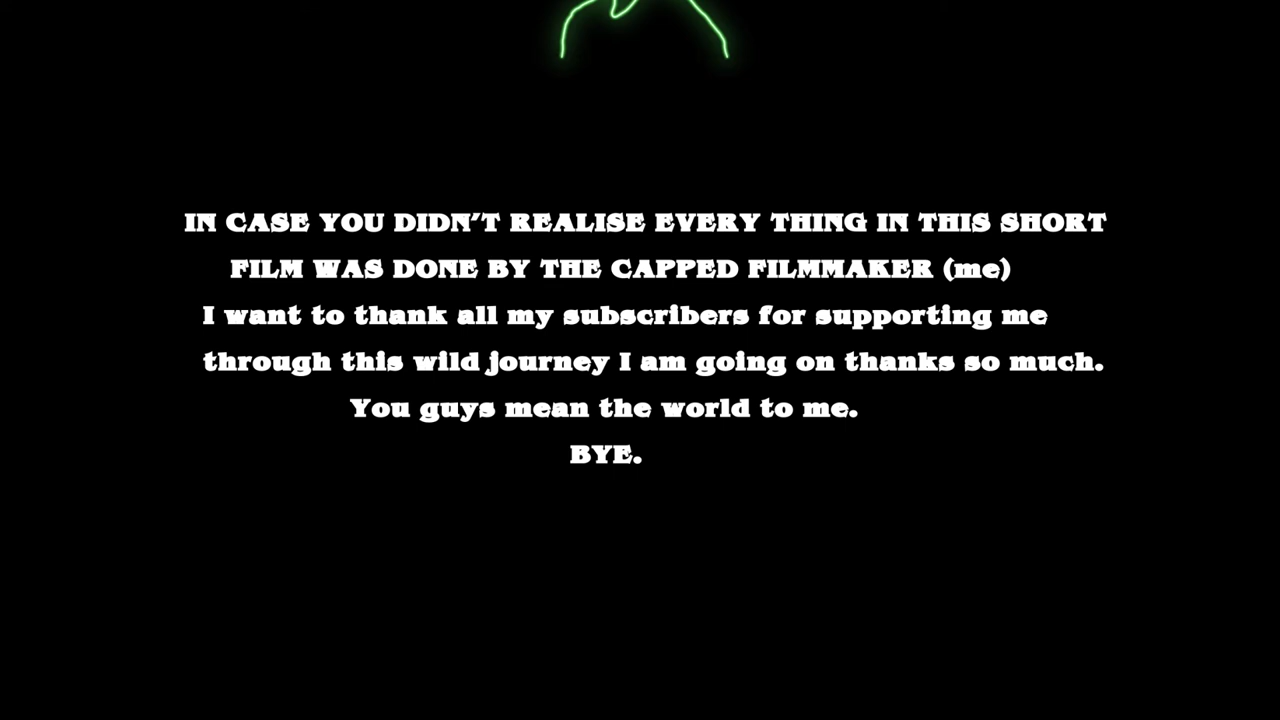 IN CASE YOU DIDN'T REALISE EVERY THING IN THIS SHORT
FILM WAS DONE BY THE CAPPED FILMMAKER (me)
I want to thank all my subscribers for supporting me
through this wild journey I am going on thanks so much.
You guys mean the world to me.
BYE.